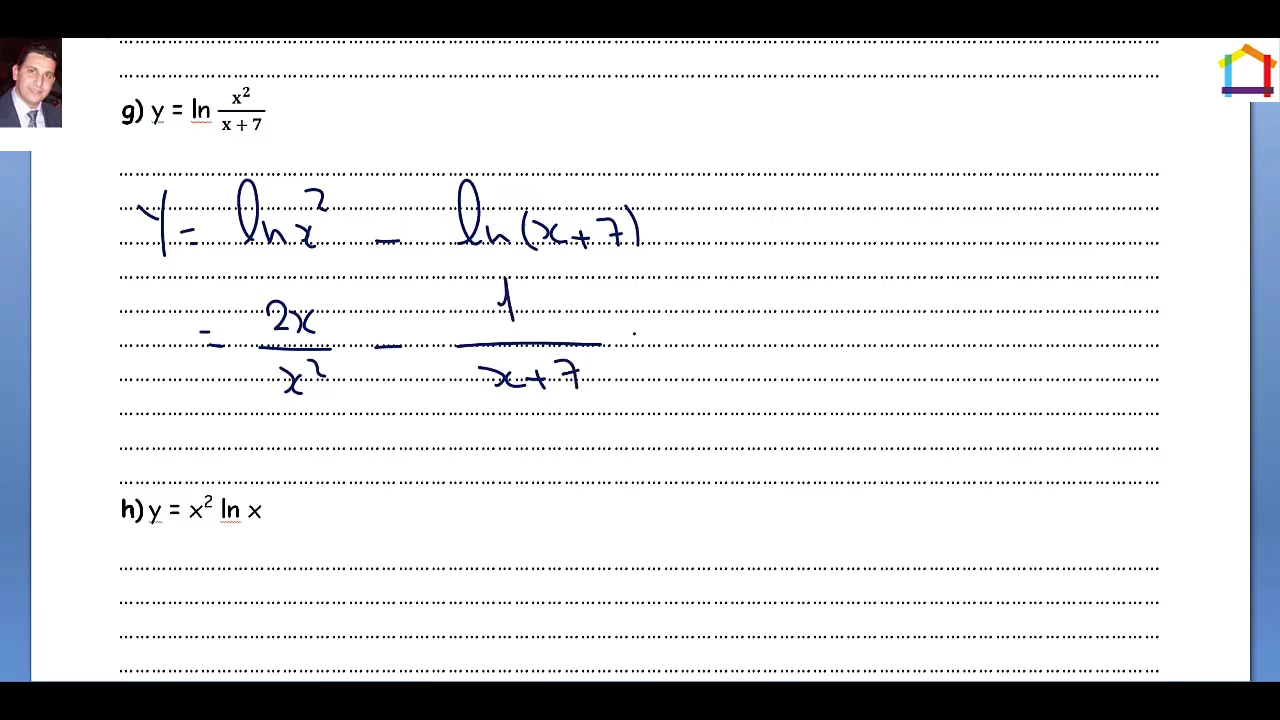 g) y = ln x²/(x + 7)
Y = ln x² - ln(x+7)
= 2x/x² - 1/(x+7)
h) y = x² ln x